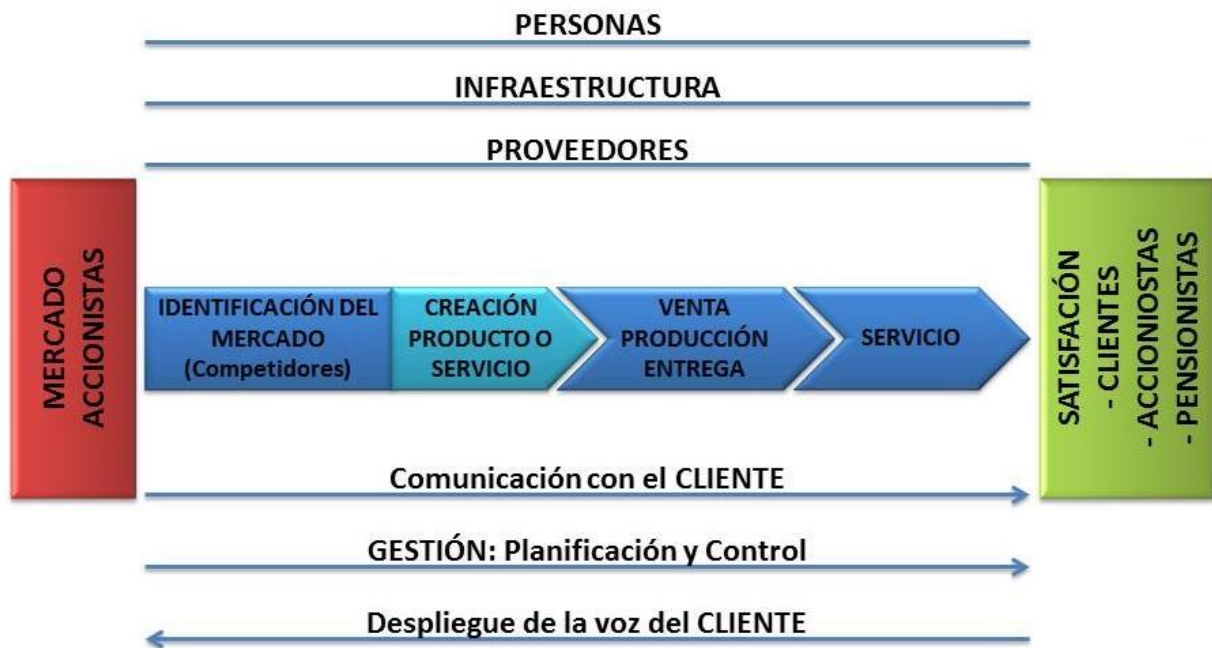 PERSONAS
INFRAESTRUCTURA
PROVEEDORES
MERCADO
ACCIONISTAS
IDENTIFICACIÓN DEL
MERCADO
(Competidores)
CREACIÓN
PRODUCTO O
SERVICIO
VENTA
PRODUCCIÓN
ENTREGA
SERVICIO
SATISFACIÓN
- CLIENTES
- ACCIONIOSTAS
- PENSIONISTAS
Comunicación con el CLIENTE
GESTIÓN: Planificación y Control
Despliegue de la voz del CLIENTE